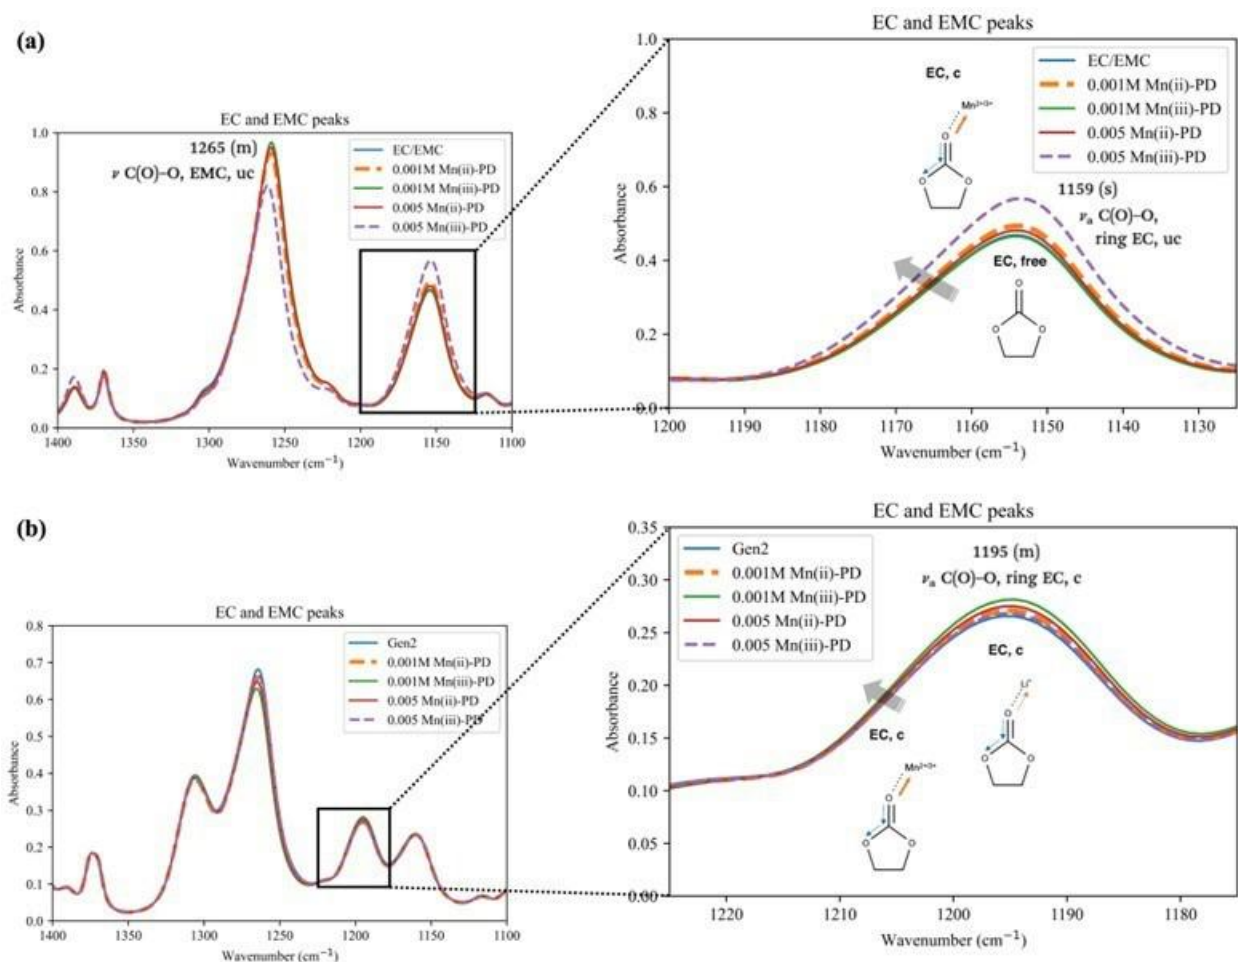 (a)
EC and EMC peaks
1265 (m)
ν C(O)–O, EMC, uc
EC/EMC
0.001M Mn(ii)-PD
0.001M Mn(iii)-PD
0.005 Mn(ii)-PD
0.005 Mn(iii)-PD
Absorbance
1.0
0.8
0.6
0.4
0.2
0.0
1400 1350 1300 1250 1200 1150 1100
Wavenumber (cm⁻¹)
EC and EMC peaks
EC/EMC
0.001M Mn(ii)-PD
0.001M Mn(iii)-PD
0.005 Mn(ii)-PD
0.005 Mn(iii)-PD
EC, c
Mn²⁺/³⁺
O
O O
1159 (s)
νₐ C(O)–O,
ring EC, uc
EC, free
O
O O
Absorbance
1.0
0.8
0.6
0.4
0.2
0.0
1200 1190 1180 1170 1160 1150 1140 1130
Wavenumber (cm⁻¹)
(b)
EC and EMC peaks
Gen2
0.001M Mn(ii)-PD
0.001M Mn(iii)-PD
0.005 Mn(ii)-PD
0.005 Mn(iii)-PD
Absorbance
0.8
0.7
0.6
0.5
0.4
0.3
0.2
0.1
0.0
1400 1350 1300 1250 1200 1150 1100
Wavenumber (cm⁻¹)
EC and EMC peaks
Gen2
0.001M Mn(ii)-PD
0.001M Mn(iii)-PD
0.005 Mn(ii)-PD
0.005 Mn(iii)-PD
1195 (m)
νₐ C(O)–O, ring EC, c
EC, c
Li⁺
O
O O
EC, c
Mn²⁺/³⁺
O
O O
Absorbance
0.35
0.30
0.25
0.20
0.15
0.10
0.05
0.00
1220 1210 1200 1190 1180
Wavenumber (cm⁻¹)